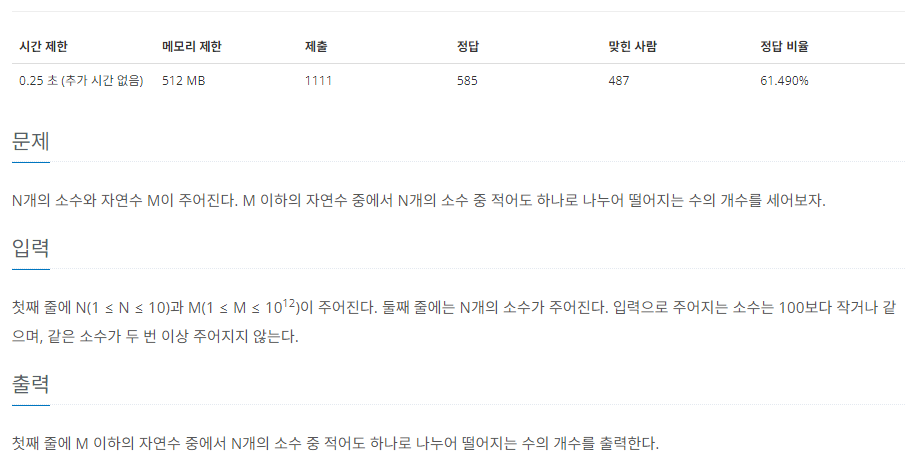 시간 제한 메모리 제한 제출 정답 맞힌 사람 정답 비율
0.25 초 (추가 시간 없음) 512 MB 1111 585 487 61.490%
문제
N개의 소수와 자연수 M이 주어진다. M 이하의 자연수 중에서 N개의 소수 중 적어도 하나로 나누어 떨어지는 수의 개수를 세어보자.
입력
첫째 줄에 N(1 ≤ N ≤ 10)과 M(1 ≤ M ≤ 10¹²)이 주어진다. 둘째 줄에는 N개의 소수가 주어진다. 입력으로 주어지는 소수는 100보다 작거나 같
으며, 같은 소수가 두 번 이상 주어지지 않는다.
출력
첫째 줄에 M 이하의 자연수 중에서 N개의 소수 중 적어도 하나로 나누어 떨어지는 수의 개수를 출력한다.